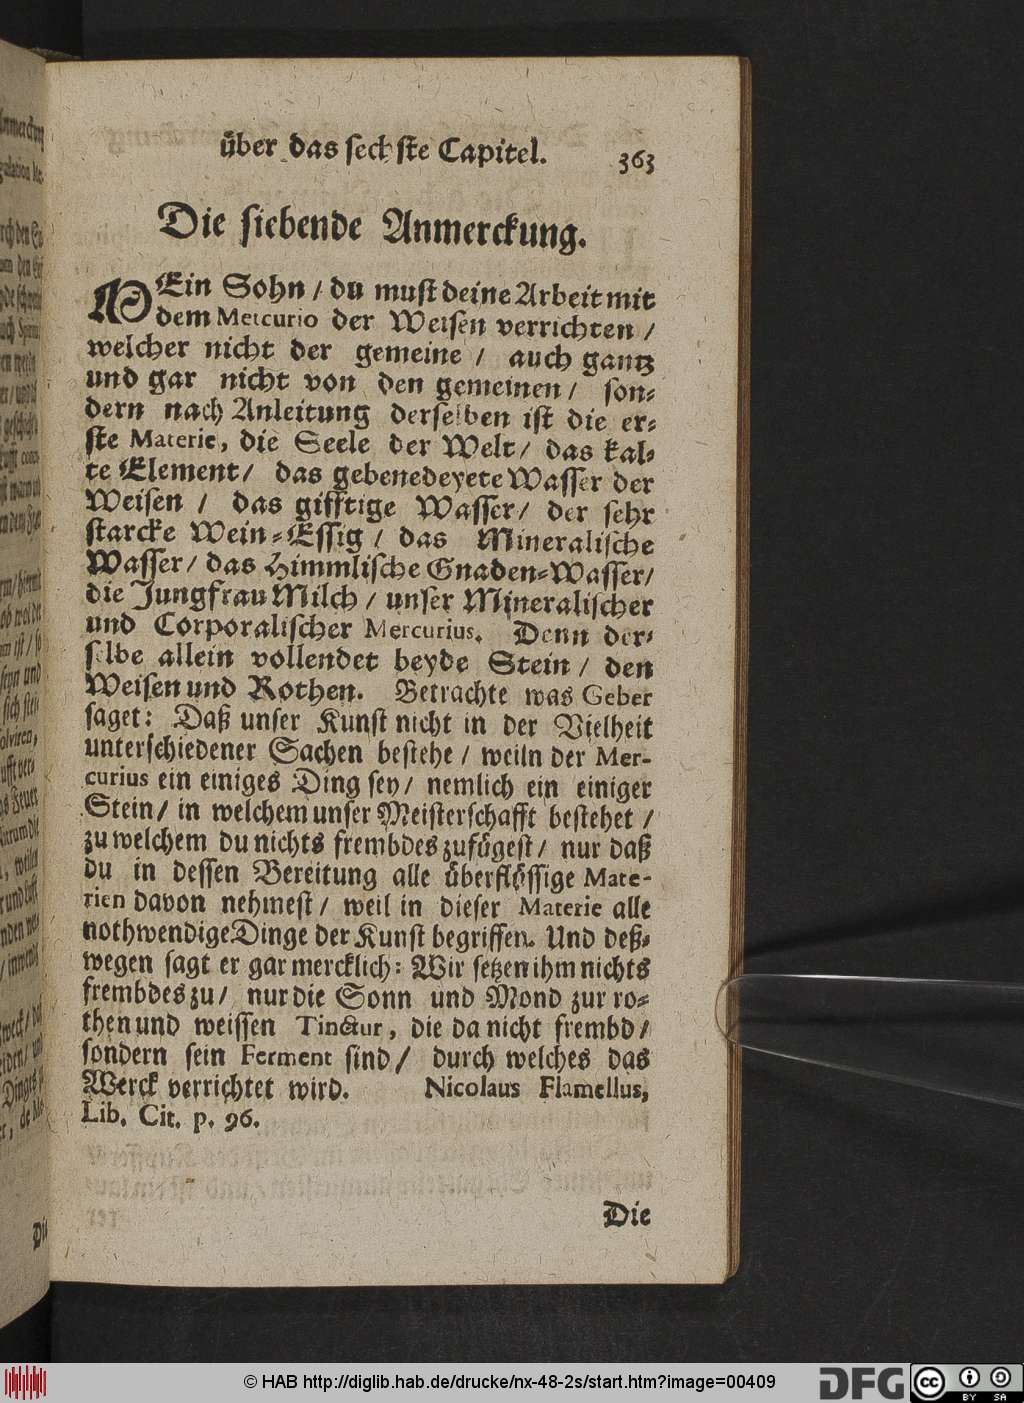 über das sechste Capitel. 363
Die siebende Anmerckung.
MEin Sohn / du must deine Arbeit mit
dem Mercurio der Weisen verrichten /
welcher nicht der gemeine / auch gantz
und gar nicht von den gemeinen / son-
dern nach Anleitung derselben ist die er-
ste Materie, die Seele der Welt / das kal-
te Element / das gebenedeyete Wasser der
Weisen / das gifftige Wasser / der sehr
starcke Wein-Essig / das Mineralische
Wasser / das Himmlische Gnaden-Wasser /
die Jungfrau Milch / unser Mineralischer
und Corporalischer Mercurius. Denn der-
selbe allein vollendet beyde Stein / den
Weisen und Rothen. Betrachte was Geber
saget: Daß unser Kunst nicht in der Vielheit
unterschiedener Sachen bestehe / weiln der Mer-
curius ein einiges Ding sey / nemlich ein einiger
Stein / in welchem unser Meisterschafft bestehet /
zu welchem du nichts frembdes zufügest / nur daß
du in dessen Bereitung alle überflössige Mate-
rien davon nehmest / weil in dieser Materie alle
nothwendige Dinge der Kunst begriffen. Und deß-
wegen sagt er gar mercklich: Wir setzen ihm nichts
frembdes zu / nur die Sonn und Mond zur ro-
then und weissen Tinctur, die da nicht frembd /
sondern sein Ferment sind / durch welches das
Werck verrichtet wird. Nicolaus Flamellus,
Lib. Cit. p. 96.
Die
© HAB http://diglib.hab.de/drucke/nx-48-2s/start.htm?image=00409
DFG
cc
BY SA